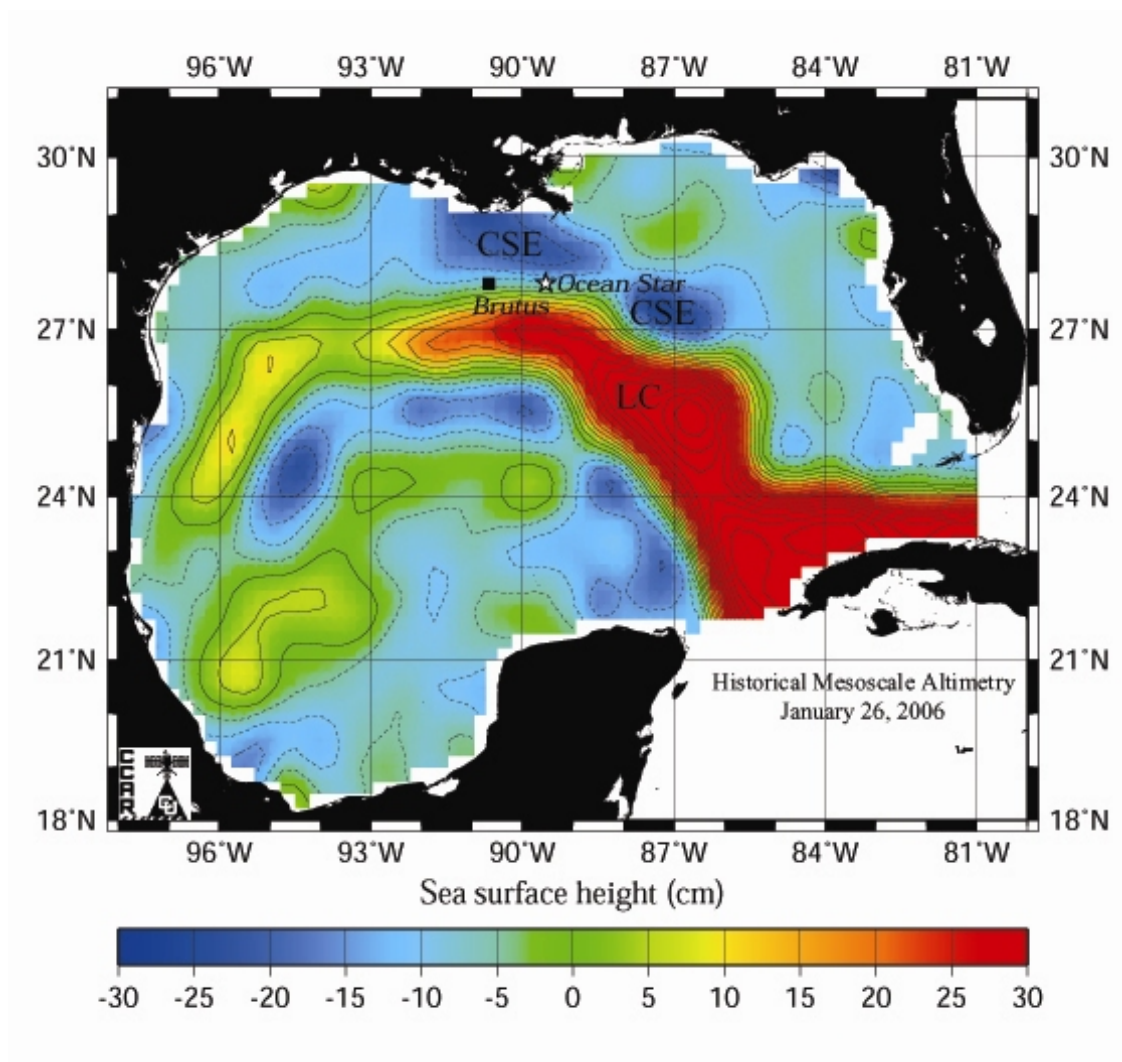 96°W 93°W 90°W 87°W 84°W 81°W
30°N 30°N
CSE
Ocean Star
Brutus
CSE
27°N 27°N
LC
24°N 24°N
21°N 21°N
Historical Mesoscale Altimetry
January 26, 2006
CCAR
CU
18°N 18°N
96°W 93°W 90°W 87°W 84°W 81°W
Sea surface height (cm)
-30 -25 -20 -15 -10 -5 0 5 10 15 20 25 30